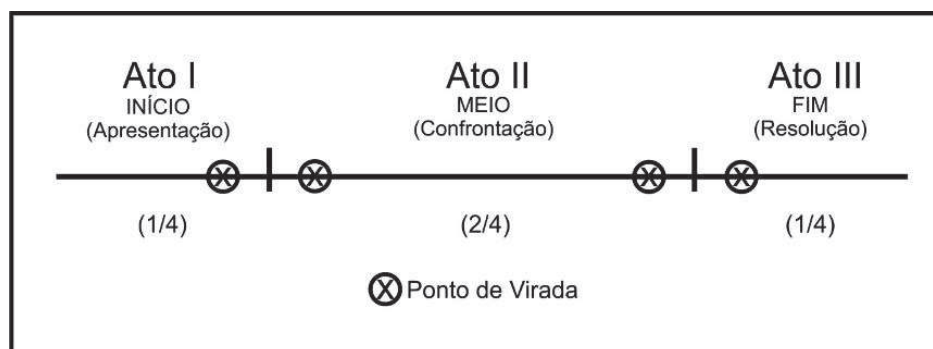 Ato I
INÍCIO
(Apresentação)
Ato II
MEIO
(Confrontação)
Ato III
FIM
(Resolução)
(1/4)
(2/4)
(1/4)
Ponto de Virada